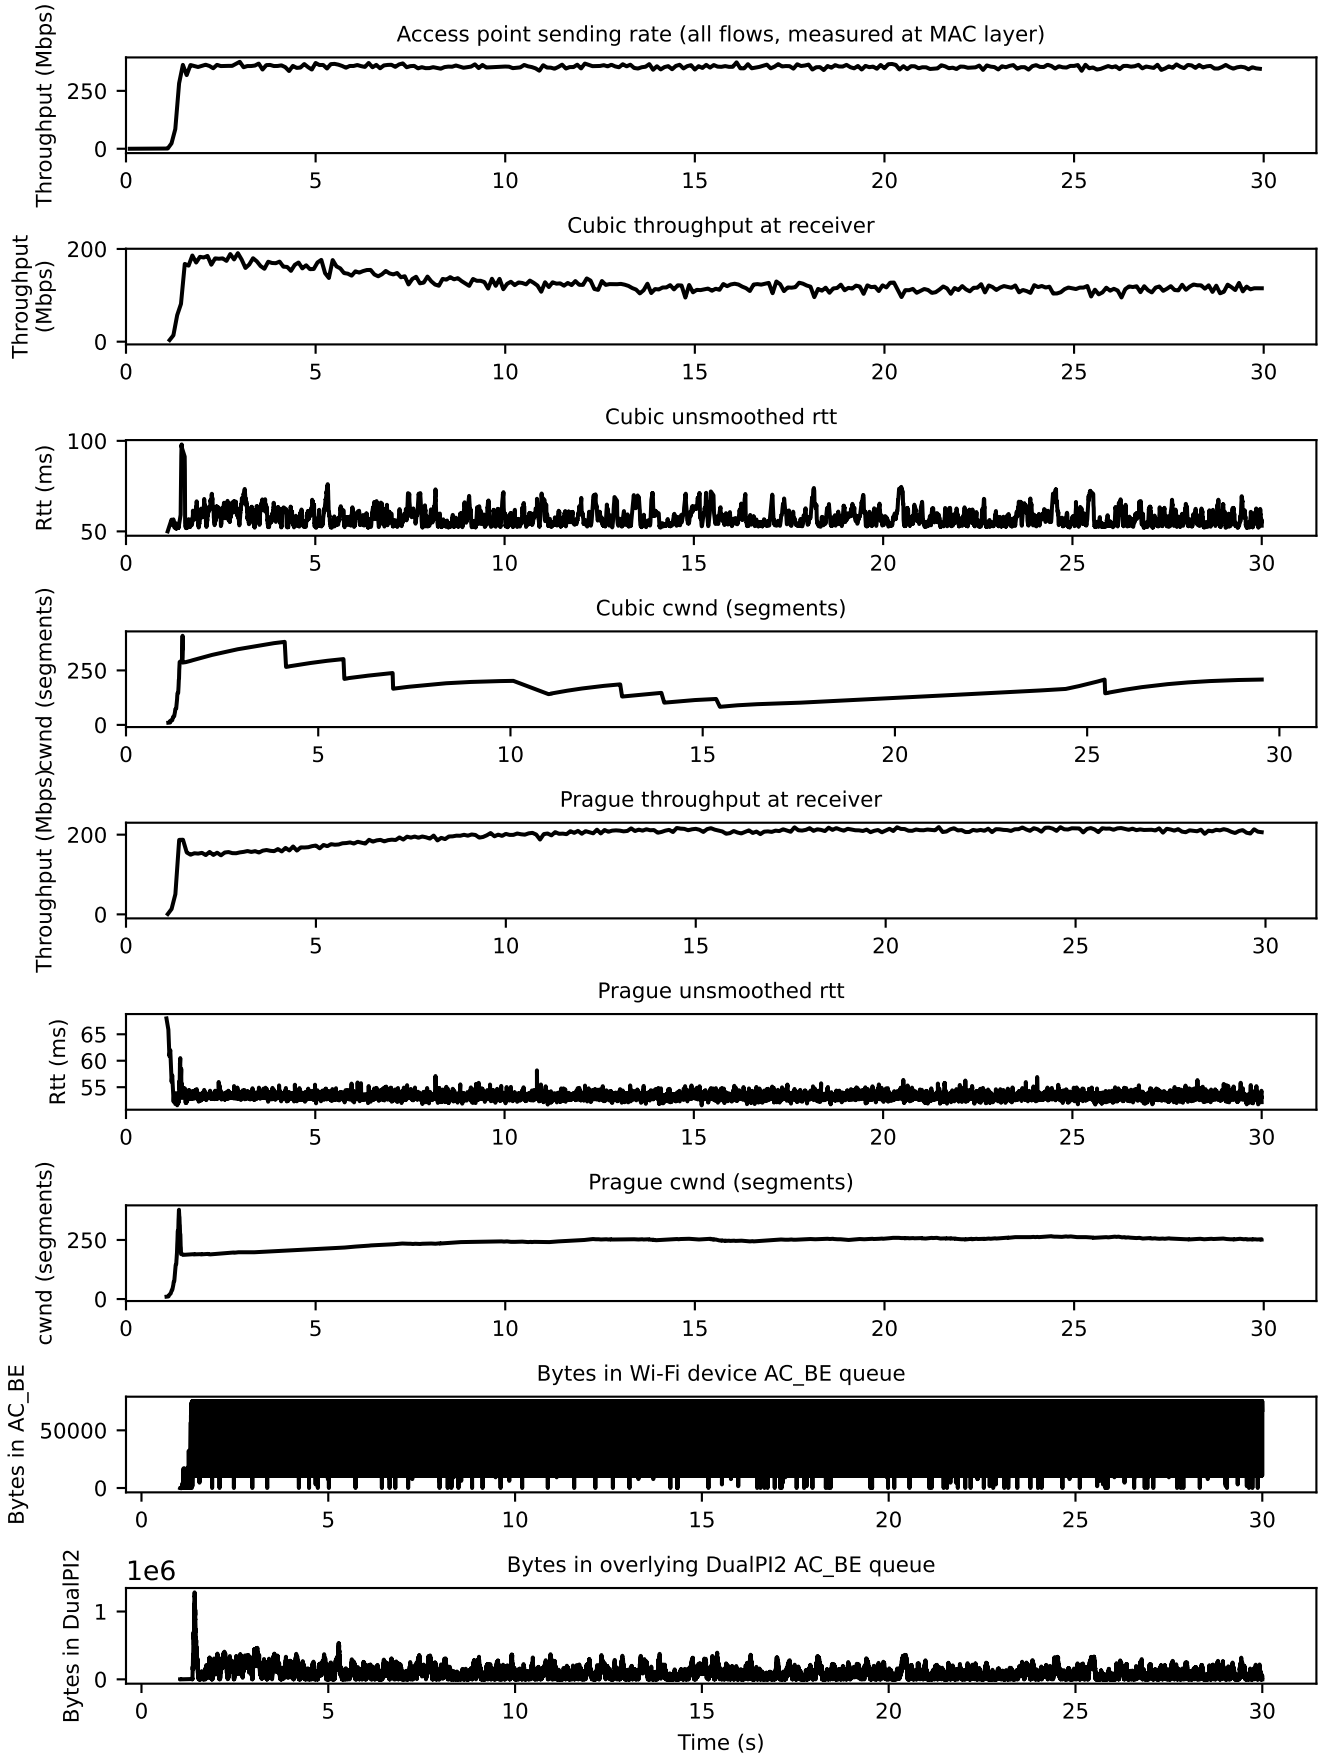 Access point sending rate (all flows, measured at MAC layer)
Throughput (Mbps)
250
0
0 5 10 15 20 25 30
Cubic throughput at receiver
Throughput
(Mbps)
200
0
0 5 10 15 20 25 30
Cubic unsmoothed rtt
Rtt (ms)
100
50
0 5 10 15 20 25 30
Cubic cwnd (segments)
cwnd (segments)
250
0
0 5 10 15 20 25 30
Prague throughput at receiver
Throughput (Mbps)
200
0
0 5 10 15 20 25 30
Prague unsmoothed rtt
Rtt (ms)
65
60
55
0 5 10 15 20 25 30
Prague cwnd (segments)
cwnd (segments)
250
0
0 5 10 15 20 25 30
Bytes in Wi-Fi device AC_BE queue
Bytes in AC_BE
50000
0
0 5 10 15 20 25 30
Bytes in overlying DualPI2 AC_BE queue
Bytes in DualPI2
1e6
1
0
0 5 10 15 20 25 30
Time (s)